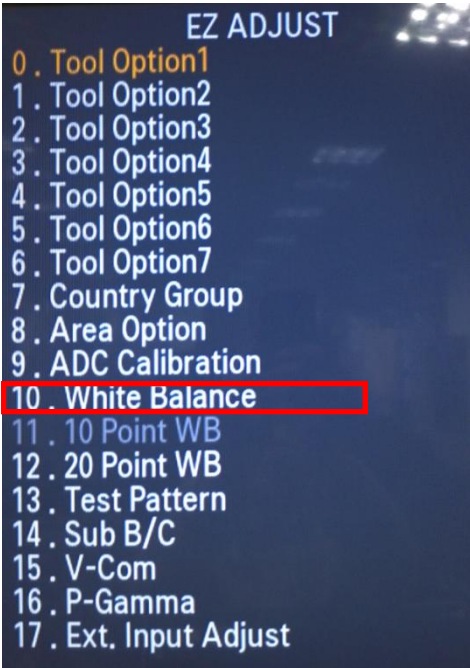 EZ ADJUST
0 . Tool Option1
1 . Tool Option2
2 . Tool Option3
3 . Tool Option4
4 . Tool Option5
5 . Tool Option6
6 . Tool Option7
7 . Country Group
8 . Area Option
9 . ADC Calibration
10 . White Balance
11 . 10 Point WB
12 . 20 Point WB
13 . Test Pattern
14 . Sub B/C
15 . V-Com
16 . P-Gamma
17 . Ext. Input Adjust